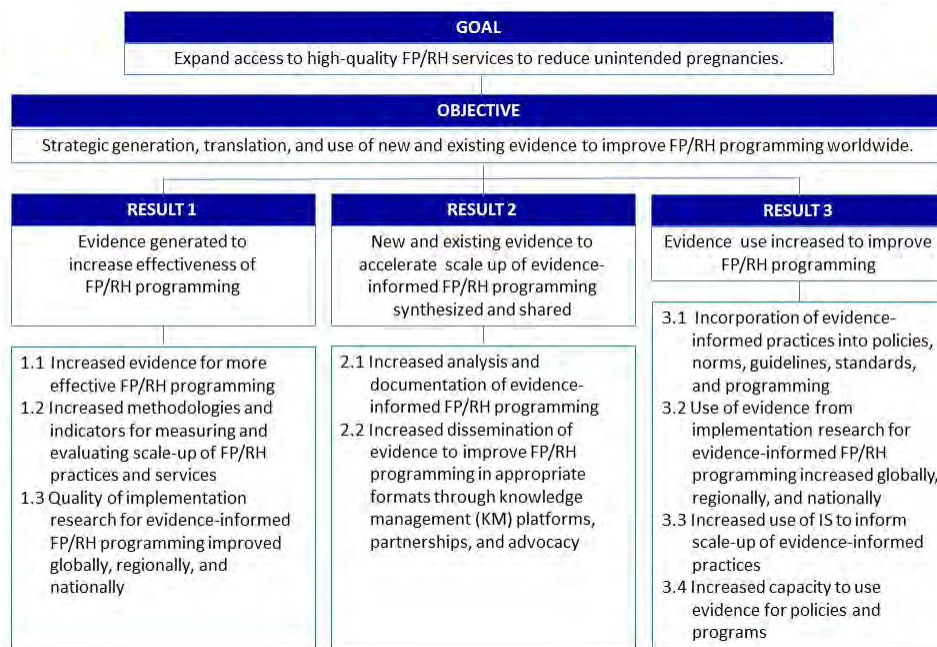 GOAL
Expand access to high-quality FP/RH services to reduce unintended pregnancies.
OBJECTIVE
Strategic generation, translation, and use of new and existing evidence to improve FP/RH programming worldwide.
RESULT 1
Evidence generated to
increase effectiveness of
FP/RH programming
1.1 Increased evidence for more
effective FP/RH programming
1.2 Increased methodologies and
indicators for measuring and
evaluating scale-up of FP/RH
practices and services
1.3 Quality of implementation
research for evidence-informed
FP/RH programming improved
globally, regionally, and
nationally
RESULT 2
New and existing evidence to
accelerate scale up of evidence-
informed FP/RH programming
synthesized and shared
2.1 Increased analysis and
documentation of evidence-
informed FP/RH programming
2.2 Increased dissemination of
evidence to improve FP/RH
programming in appropriate
formats through knowledge
management (KM) platforms,
partnerships, and advocacy
RESULT 3
Evidence use increased to improve
FP/RH programming
3.1 Incorporation of evidence-
informed practices into policies,
norms, guidelines, standards,
and programming
3.2 Use of evidence from
implementation research for
evidence-informed FP/RH
programming increased globally,
regionally, and nationally
3.3 Increased use of IS to inform
scale-up of evidence-informed
practices
3.4 Increased capacity to use
evidence for policies and
programs